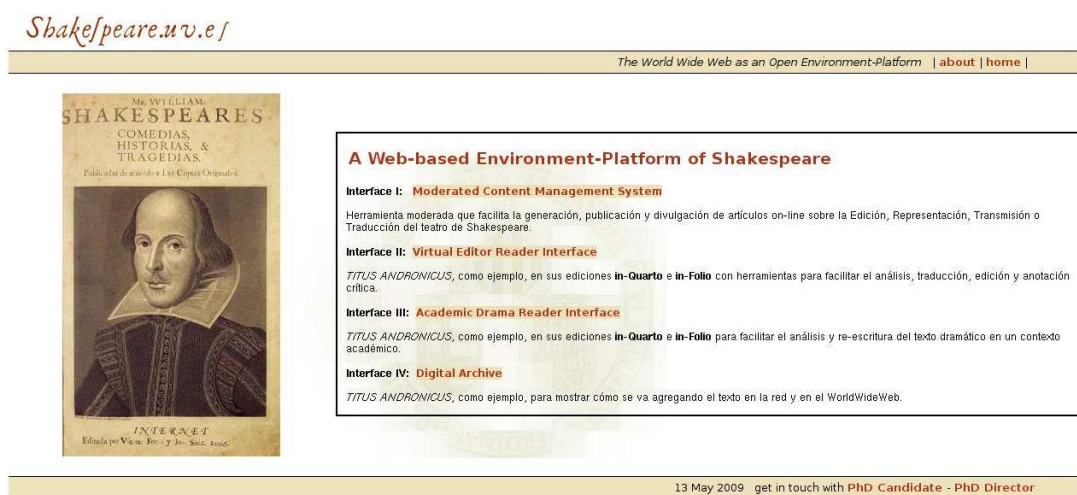 Shakeſpeare.uv.eſ
The World Wide Web as an Open Environment-Platform | about | home |
Mr. WILLIAM
SHAKESPEARES
COMEDIAS,
HISTORIAS, &
TRAGEDIAS.
Publicadas de acuerdo a Las Copias Originales.
INTERNET
Editada por Vicente Fores y Jos. Saiz. 2006.
A Web-based Environment-Platform of Shakespeare
Interface I: Moderated Content Management System
Herramienta moderada que facilita la generación, publicación y divulgación de artículos on-line sobre la Edición, Representación, Transmisión o
Traducción del teatro de Shakespeare.
Interface II: Virtual Editor Reader Interface
TITUS ANDRONICUS, como ejemplo, en sus ediciones in-Quarto e in-Folio con herramientas para facilitar el análisis, traducción, edición y anotación
crítica.
Interface III: Academic Drama Reader Interface
TITUS ANDRONICUS, como ejemplo, en sus ediciones in-Quarto e in-Folio para facilitar el análisis y re-escritura del texto dramático en un contexto
académico.
Interface IV: Digital Archive
TITUS ANDRONICUS, como ejemplo, para mostrar cómo se va agregando el texto en la red y en el WorldWideWeb.
13 May 2009 get in touch with PhD Candidate - PhD Director